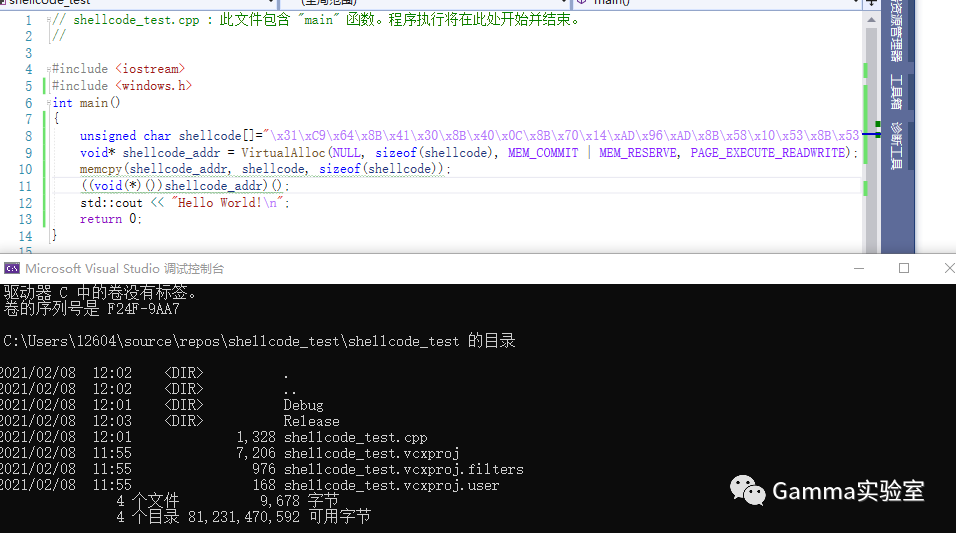 shellcode_test
(全局范围)
main()
1 // shellcode_test.cpp : 此文件包含 "main" 函数。程序执行将在此处开始并结束。
2 //
3
4 #include <iostream>
5 #include <windows.h>
6 int main()
7 {
8 unsigned char shellcode[]="\x31\xC9\x64\x8B\x41\x30\x8B\x40\x0C\x8B\x70\x14\xAD\x96\xAD\x8B\x58\x10\x53\x8B\x53
9 void* shellcode_addr = VirtualAlloc(NULL, sizeof(shellcode), MEM_COMMIT | MEM_RESERVE, PAGE_EXECUTE_READWRITE);
10 memcpy(shellcode_addr, shellcode, sizeof(shellcode));
11 ((void(*)())shellcode_addr)();
12 std::cout << "Hello World!\n";
13 return 0;
14 }
15
资源管理器
工具箱
诊断工具
Microsoft Visual Studio 调试控制台
驱动器 C 中的卷没有标签。
卷的序列号是 F24F-9AA7
C:\Users\12604\source\repos\shellcode_test\shellcode_test 的目录
2021/02/08 12:02 <DIR> .
2021/02/08 12:02 <DIR> ..
2021/02/08 12:01 <DIR> Debug
2021/02/08 12:03 <DIR> Release
2021/02/08 12:01 1,328 shellcode_test.cpp
2021/02/08 11:55 7,206 shellcode_test.vcxproj
2021/02/08 11:55 976 shellcode_test.vcxproj.filters
2021/02/08 11:55 168 shellcode_test.vcxproj.user
4 个文件 9,678 字节
4 个目录 81,231,470,592 可用字节
Gamma实验室